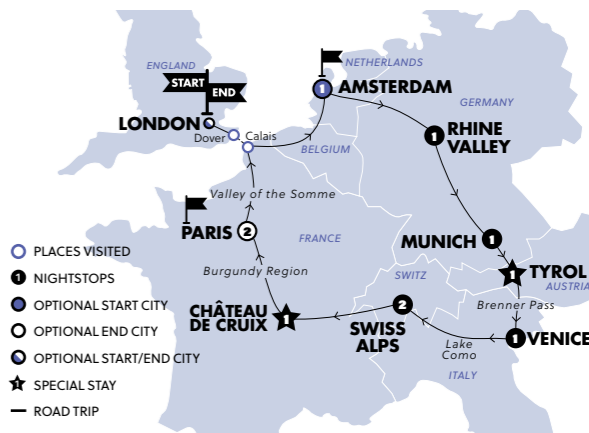 ENGLAND
START
END
LONDON
Dover
Calais
NETHERLANDS
1
AMSTERDAM
BELGIUM
GERMANY
1
RHINE
VALLEY
Valley of the Somme
PARIS
2
FRANCE
Burgundy Region
MUNICH
1
1
TYROL
AUSTRIA
Brenner Pass
SWITZ
CHÂTEAU
DE CRUIX
1
2
SWISS
ALPS
Lake
Como
1
VENICE
ITALY
PLACES VISITED
1 NIGHTSTOPS
OPTIONAL START CITY
OPTIONAL END CITY
OPTIONAL START/END CITY
1 SPECIAL STAY
ROAD TRIP